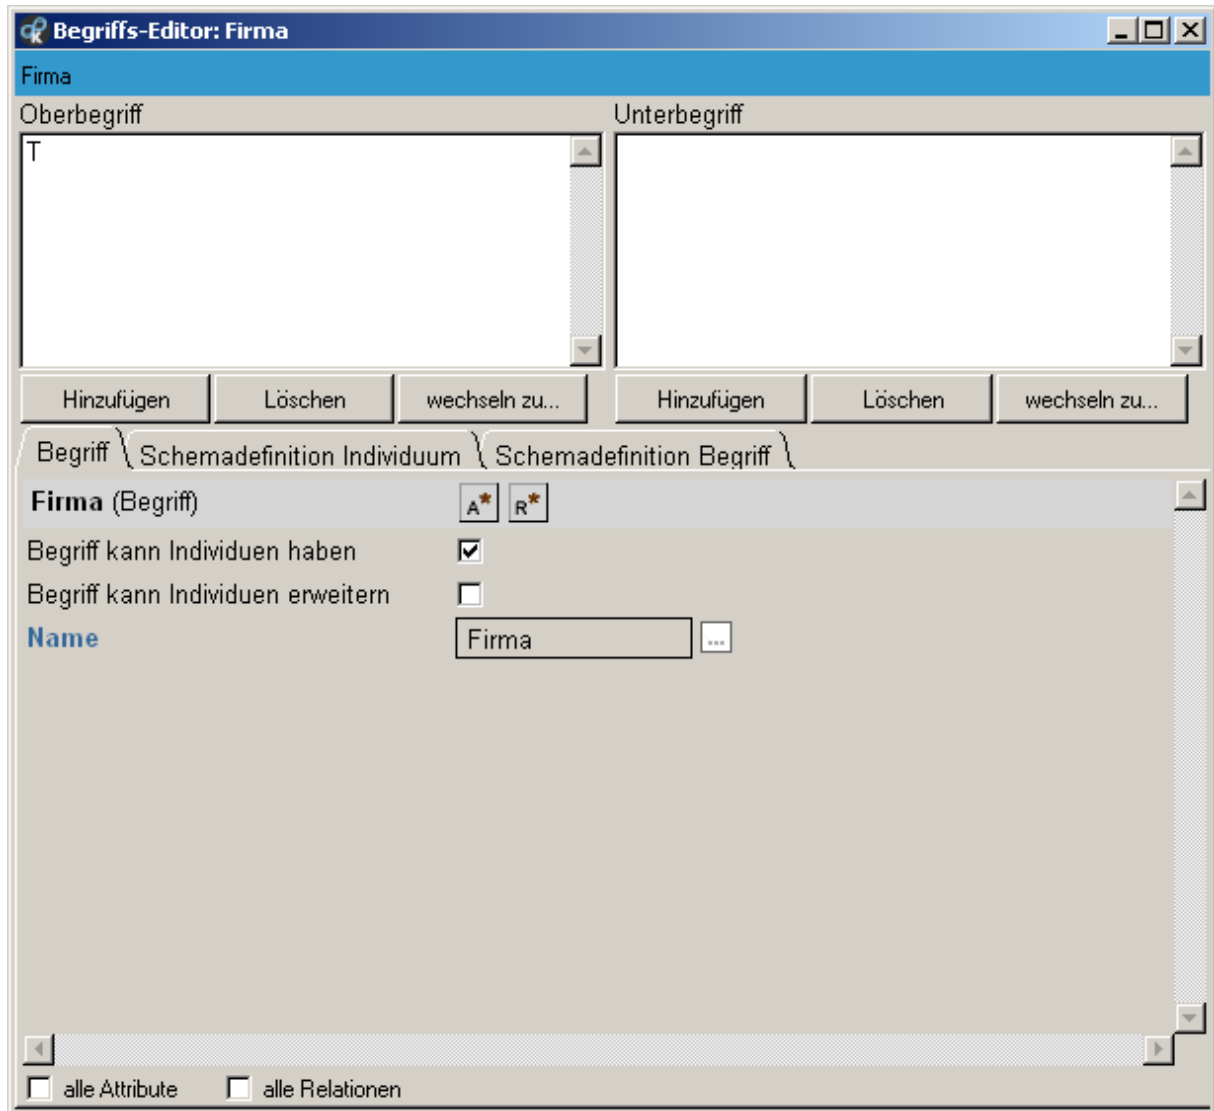 Begriffs-Editor: Firma
Firma
Oberbegriff Unterbegriff
T
Hinzufügen Löschen wechseln zu... Hinzufügen Löschen wechseln zu...
Begriff Schemadefinition Individuum Schemadefinition Begriff
Firma (Begriff) A* R*
Begriff kann Individuen haben
Begriff kann Individuen erweitern
Name Firma ...
alle Attribute alle Relationen